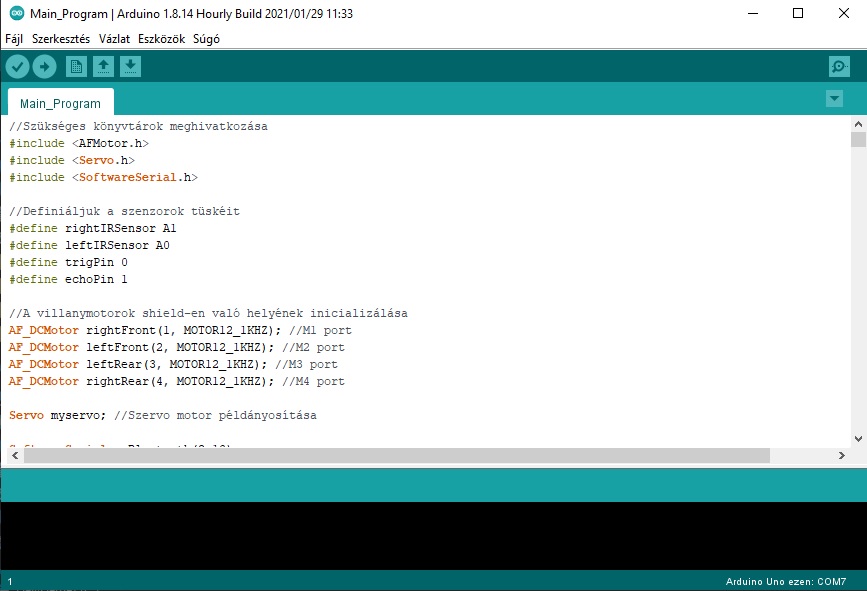 Main_Program | Arduino 1.8.14 Hourly Build 2021/01/29 11:33
Fájl Szerkesztés Vázlat Eszközök Súgó
Main_Program
//Szükséges könyvtárok meghivatkozása
#include <AFMotor.h>
#include <Servo.h>
#include <SoftwareSerial.h>
//Definiáljuk a szenzorok tüskéit
#define rightIRSensor A1
#define leftIRSensor A0
#define trigPin 0
#define echoPin 1
//A villanymotorok shield-en való helyének inicializálása
AF_DCMotor rightFront(1, MOTOR12_1KHZ); //M1 port
AF_DCMotor leftFront(2, MOTOR12_1KHZ); //M2 port
AF_DCMotor leftRear(3, MOTOR12_1KHZ); //M3 port
AF_DCMotor rightRear(4, MOTOR12_1KHZ); //M4 port
Servo myservo; //Szervo motor példányosítása
1
Arduino Uno ezen: COM7